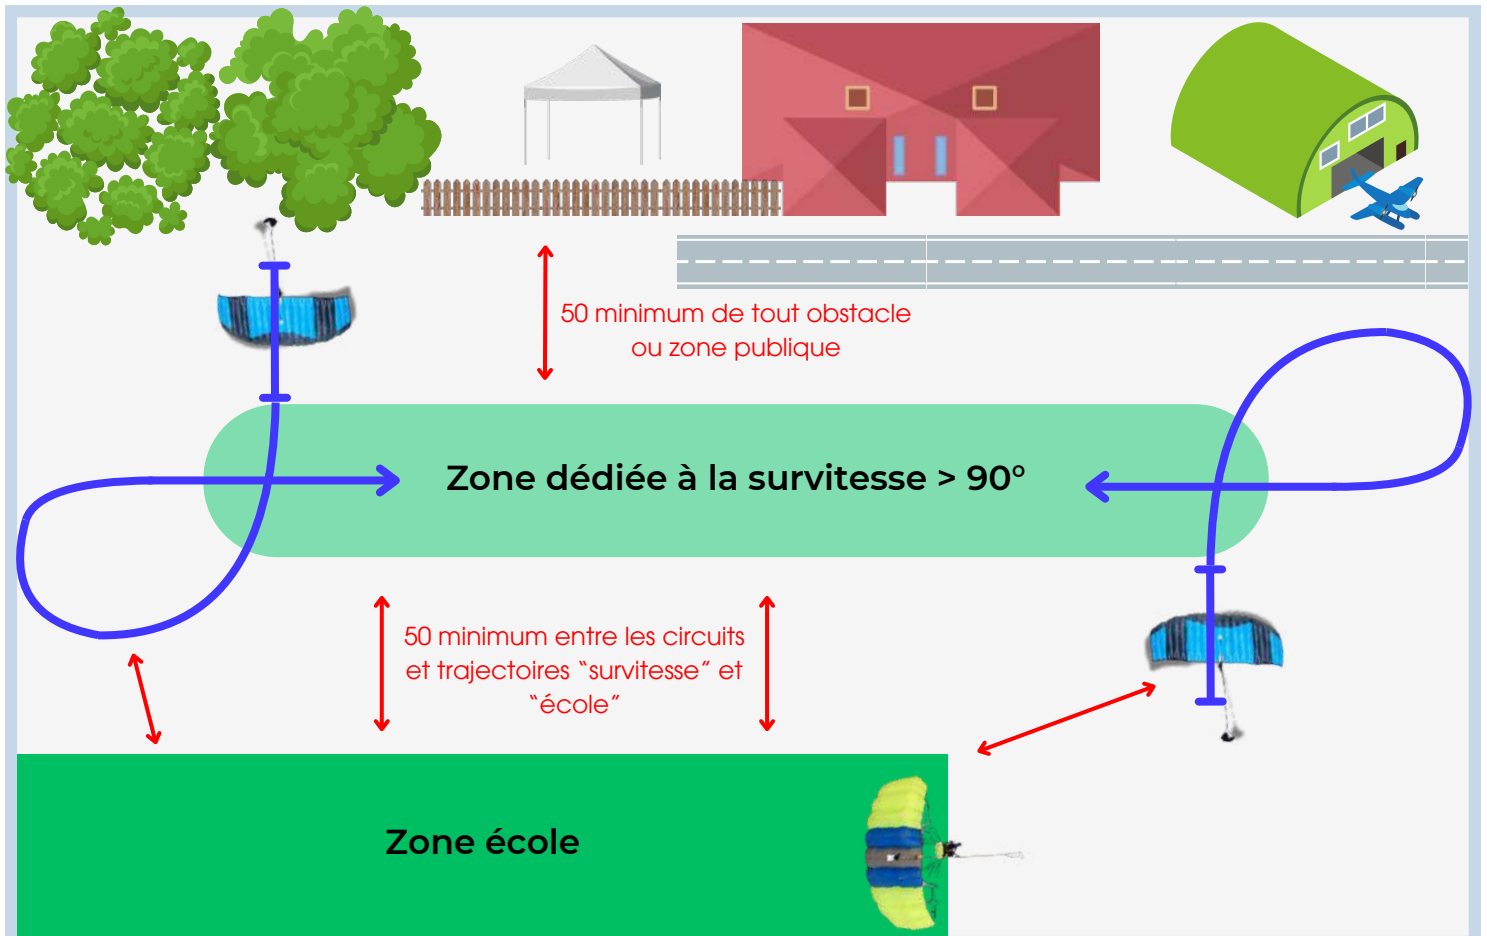 50 minimum de tout obstacle
ou zone publique
Zone dédiée à la survitesse > 90°
50 minimum entre les circuits
et trajectoires “survitesse” et
“école”
Zone école